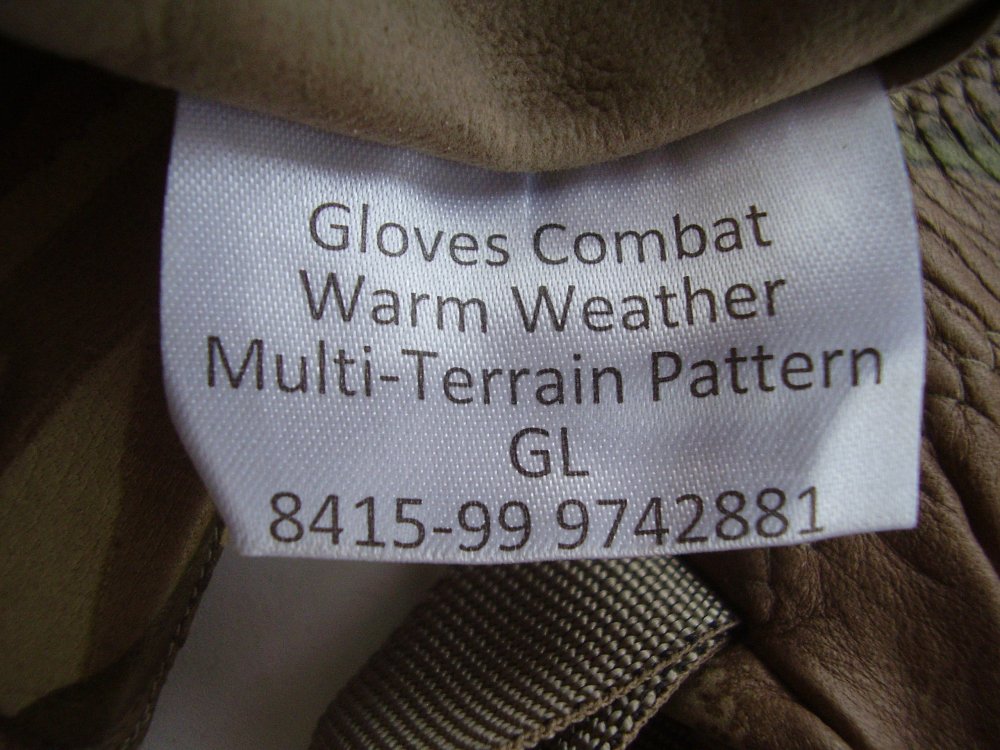 Gloves Combat
Warm Weather
Multi-Terrain Pattern
GL
8415-99 9742881